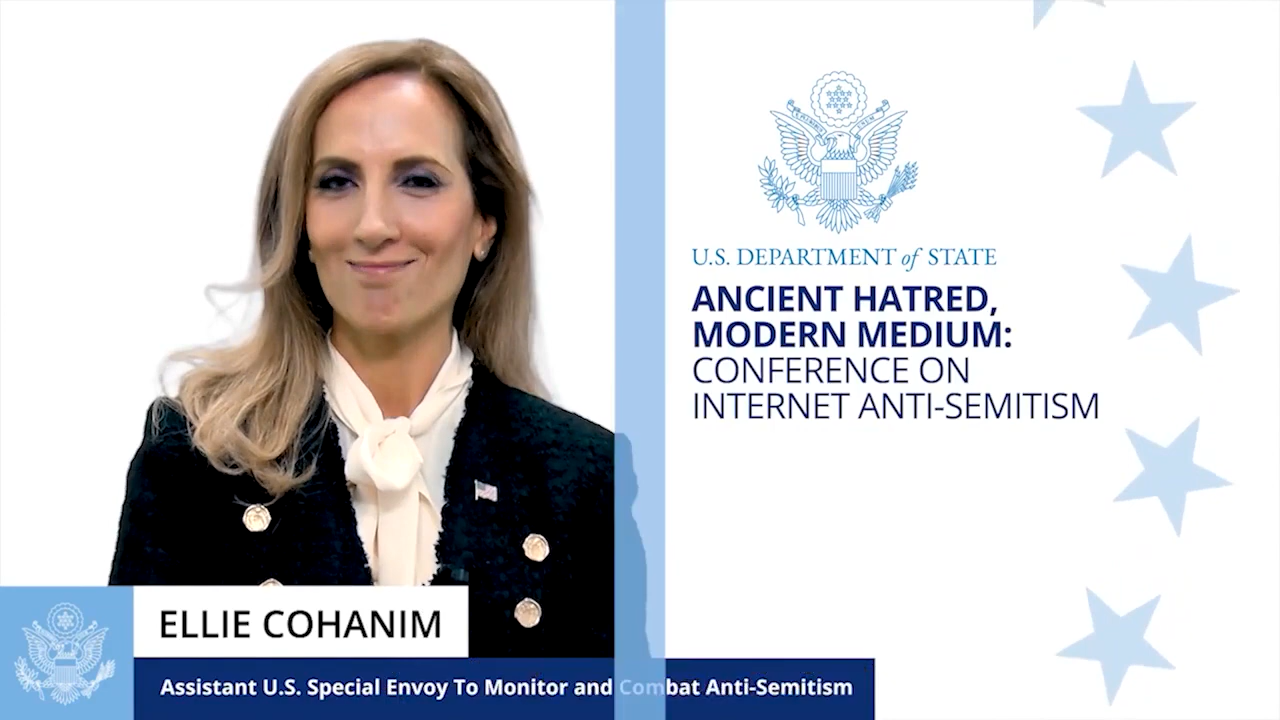 U.S. DEPARTMENT of STATE
ANCIENT HATRED,
MODERN MEDIUM:
CONFERENCE ON
INTERNET ANTI-SEMITISM
ELLIE COHANIM
Assistant U.S. Special Envoy To Monitor and Combat Anti-Semitism